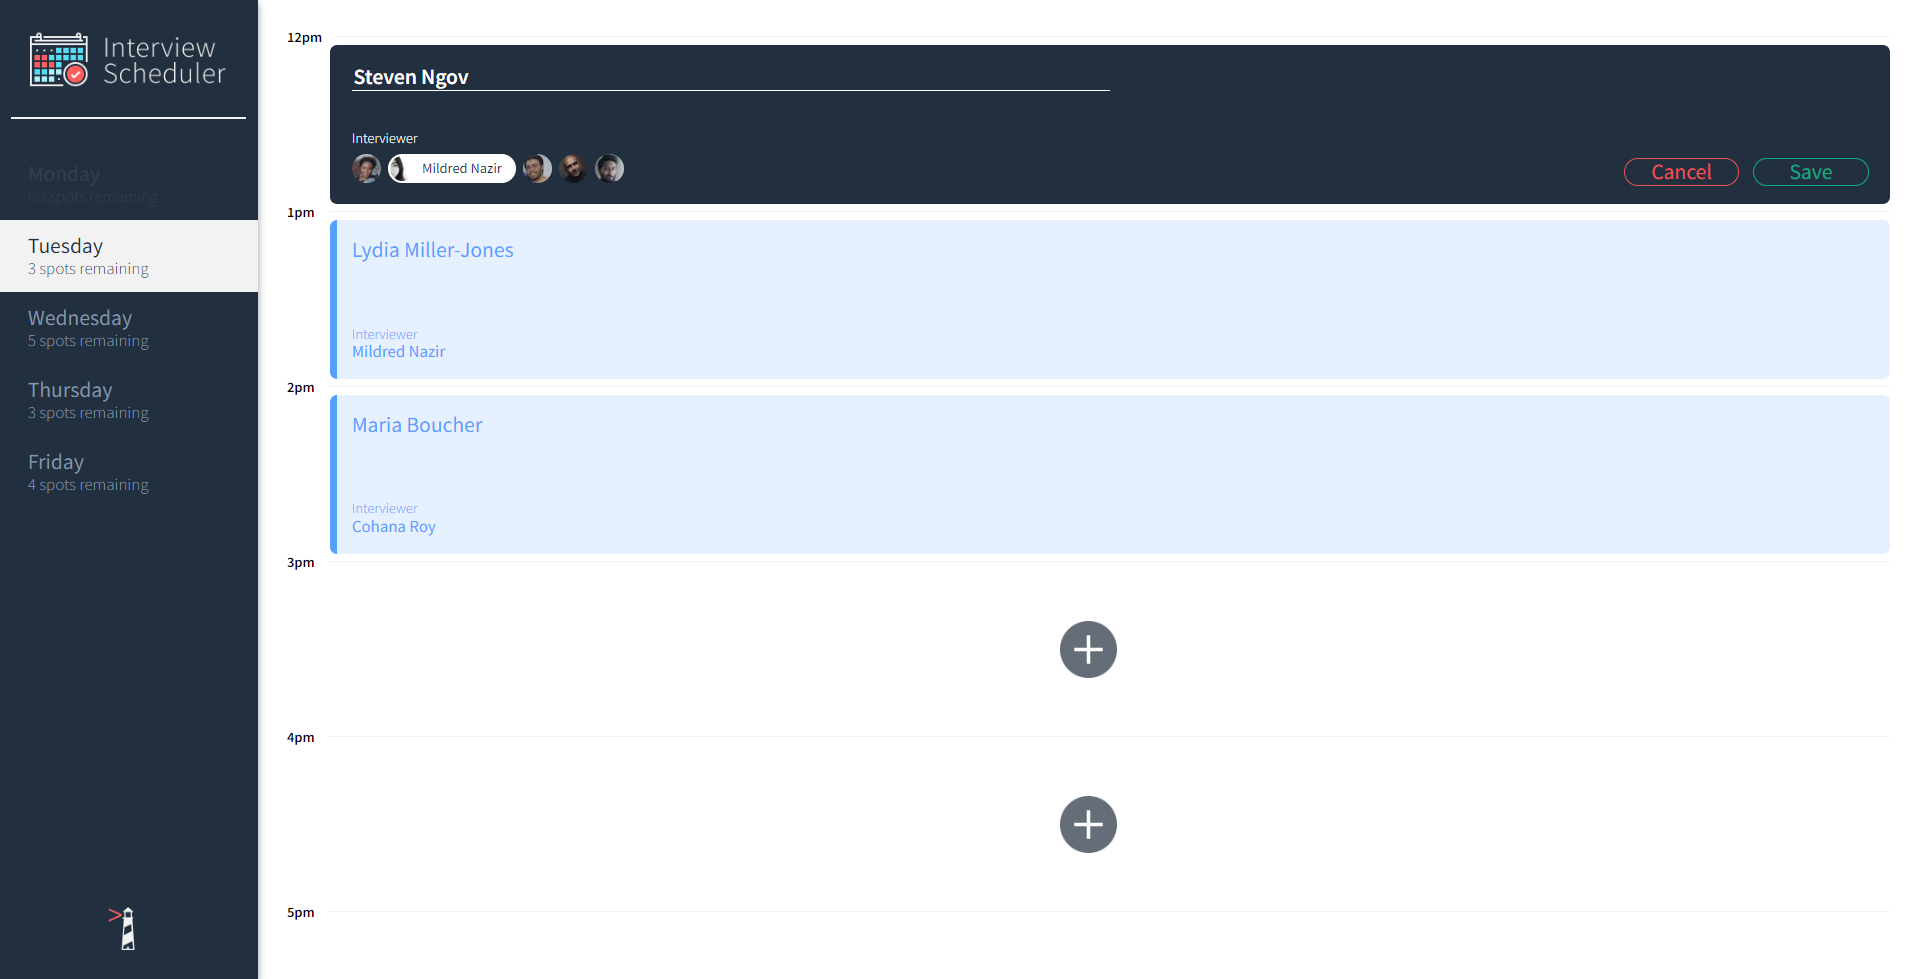 Interview
Scheduler
Monday
no spots remaining
Tuesday
3 spots remaining
Wednesday
5 spots remaining
Thursday
3 spots remaining
Friday
4 spots remaining
12pm
Steven Ngov
Interviewer
Mildred Nazir
Cancel
Save
1pm
Lydia Miller-Jones
Interviewer
Mildred Nazir
2pm
Maria Boucher
Interviewer
Cohana Roy
3pm
4pm
5pm